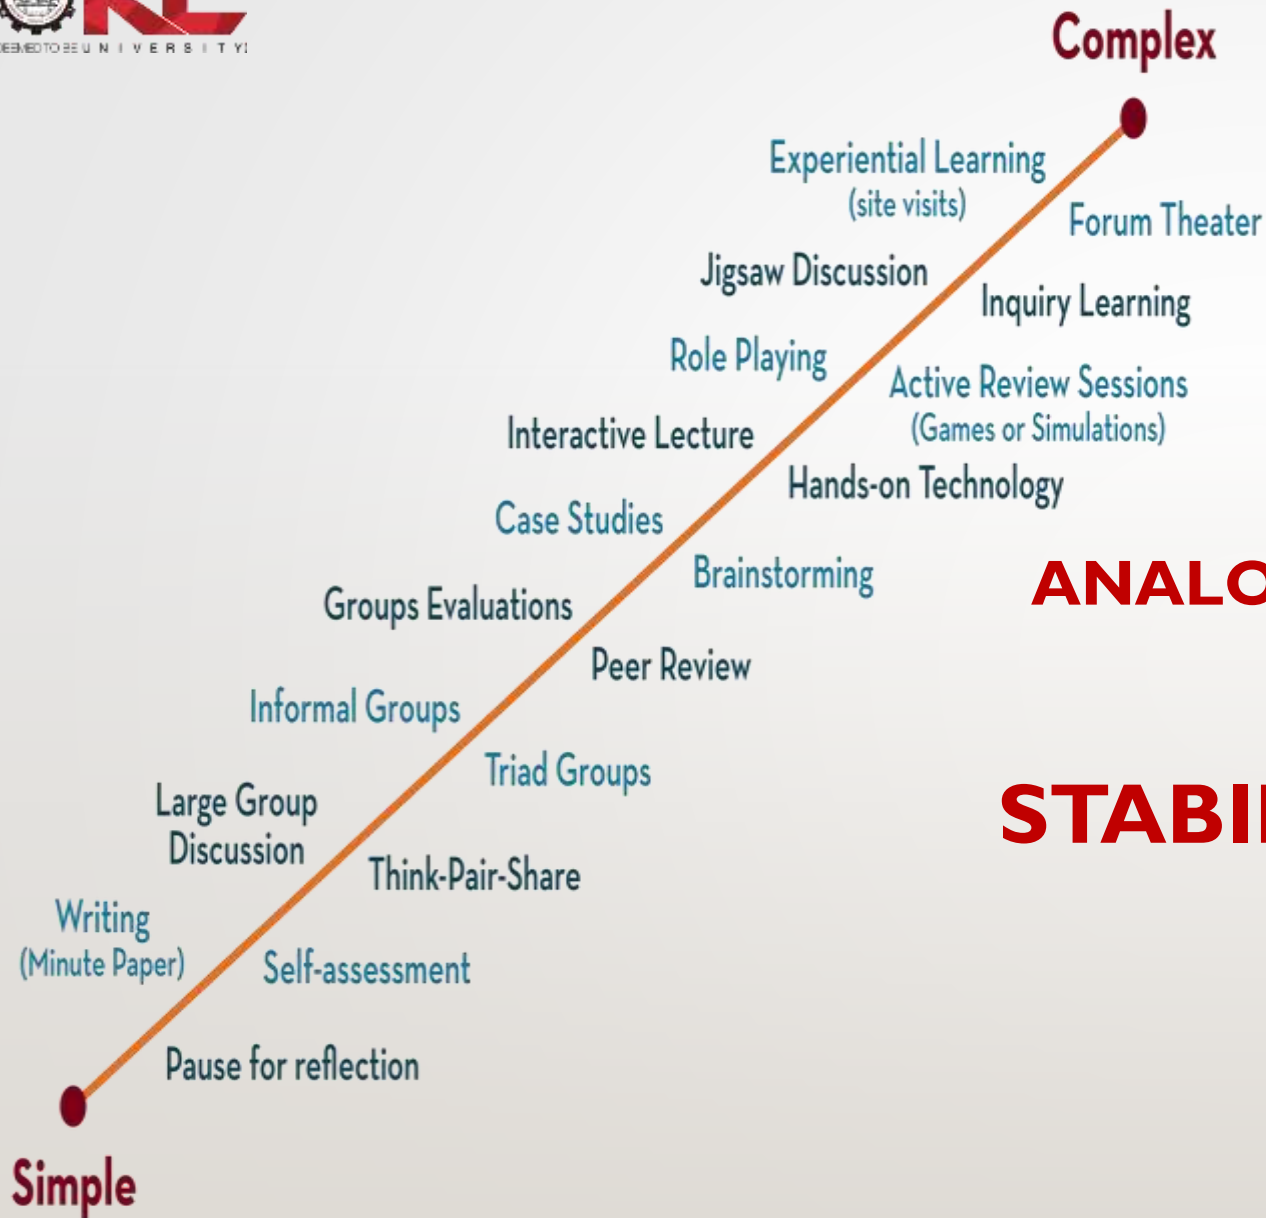 UNIVERSITY)
Complex
Experiential Learning
(site visits)
Forum Theater
Jigsaw Discussion
Inquiry Learning
Role Playing
Active Review Sessions
(Games or Simulations)
Interactive Lecture
Hands-on Technology
Case Studies
Brainstorming
Groups Evaluations
Peer Review
Informal Groups
Triad Groups
Large Group
Discussion
Think-Pair-Share
Writing
(Minute Paper)
Self-assessment
Pause for reflection
Simple